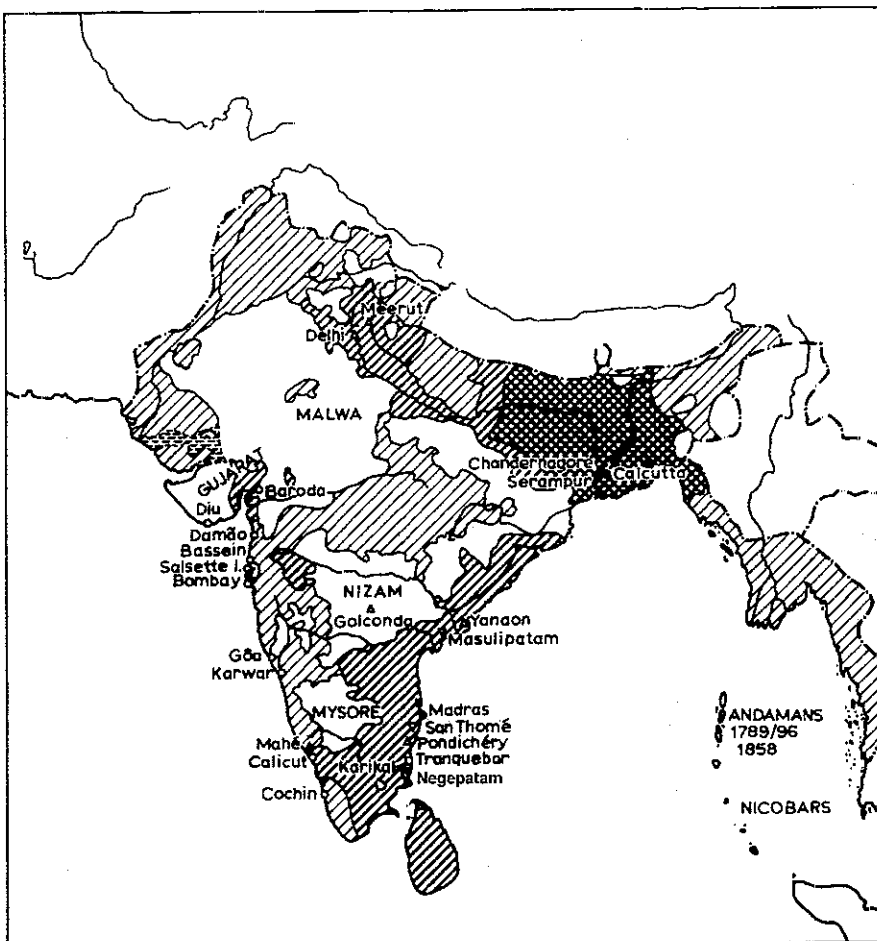 Meerut
Delhi
MALWA
Chandernagore
Serampur
Calcutta
GUJARAT
Baroda
Diu
Damão
Bassein
Salsette I.
Bombay
NIZAM
Golconda
Yanaon
Masulipatam
Gôa
Karwar
MYSORE
Madras
San Thomé
Pondichéry
Tranquebar
Negepatam
Mahé
Calicut
Karikal
Cochin
ANDAMANS
1789/96
1858
NICOBARS